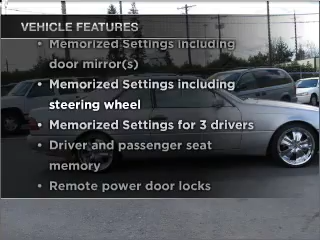 VEHICLE FEATURES
• Memorized Settings including
door mirror(s)
• Memorized Settings including
steering wheel
• Memorized Settings for 3 drivers
• Driver and passenger seat
memory
• Remote power door locks